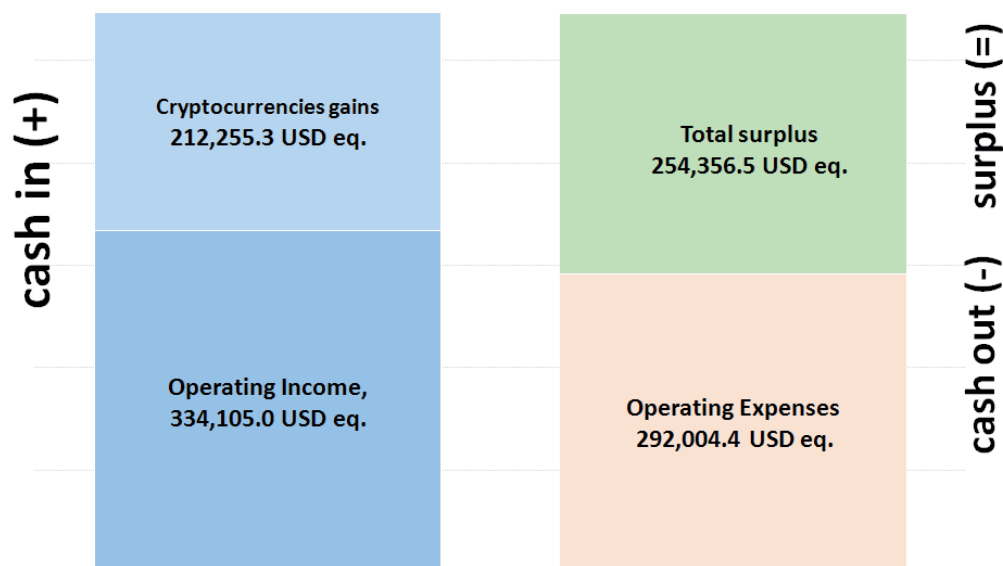 cash in (+)
Cryptocurrencies gains
212,255.3 USD eq.
Operating Income,
334,105.0 USD eq.
Total surplus
254,356.5 USD eq.
Operating Expenses
292,004.4 USD eq.
surplus (=)
cash out (-)